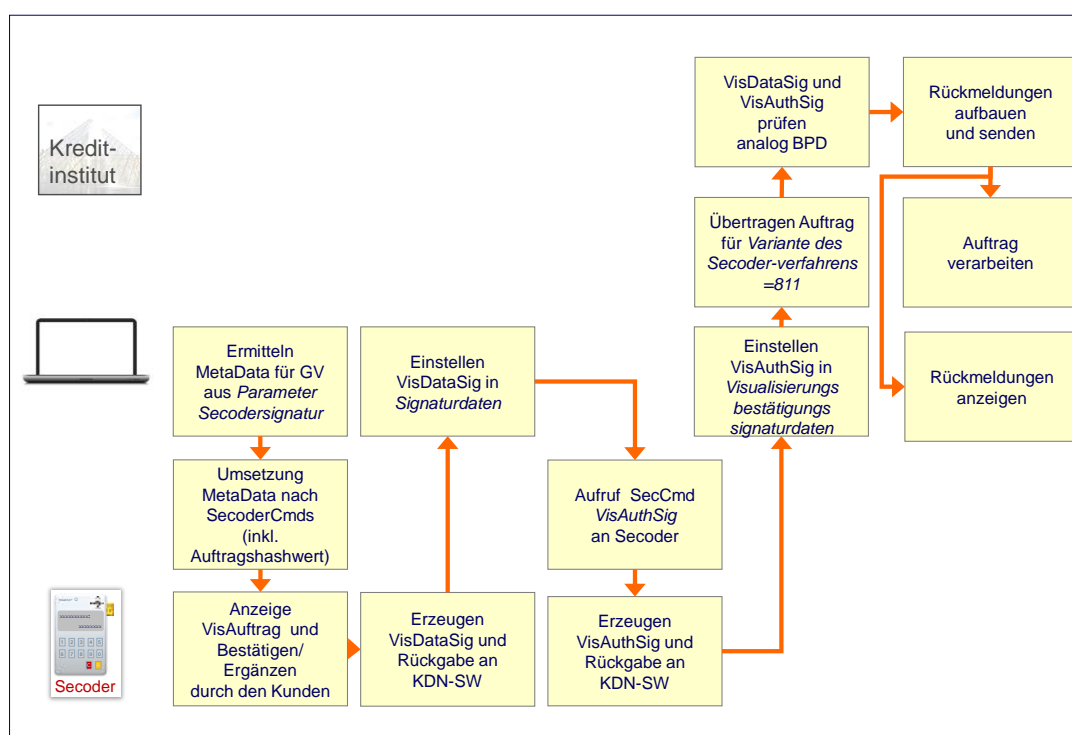 Kredit-
institut
VisDataSig und
VisAuthSig
prüfen
analog BPD
Rückmeldungen
aufbauen
und senden
Übertragen Auftrag
für Variante des
Secoder-verfahrens
=811
Auftrag
verarbeiten
Ermitteln
MetaData für GV
aus Parameter
Secodersignatur
Einstellen
VisDataSig in
Signaturdaten
Einstellen
VisAuthSig in
Visualisierungs
bestätigungs
signaturdaten
Rückmeldungen
anzeigen
Umsetzung
MetaData nach
SecoderCmds
(inkl.
Auftragshashwert)
Aufruf SecCmd
VisAuthSig
an Secoder
Secoder
Anzeige
VisAuftrag und
Bestätigen/
Ergänzen
durch den Kunden
Erzeugen
VisDataSig und
Rückgabe an
KDN-SW
Erzeugen
VisAuthSig und
Rückgabe an
KDN-SW